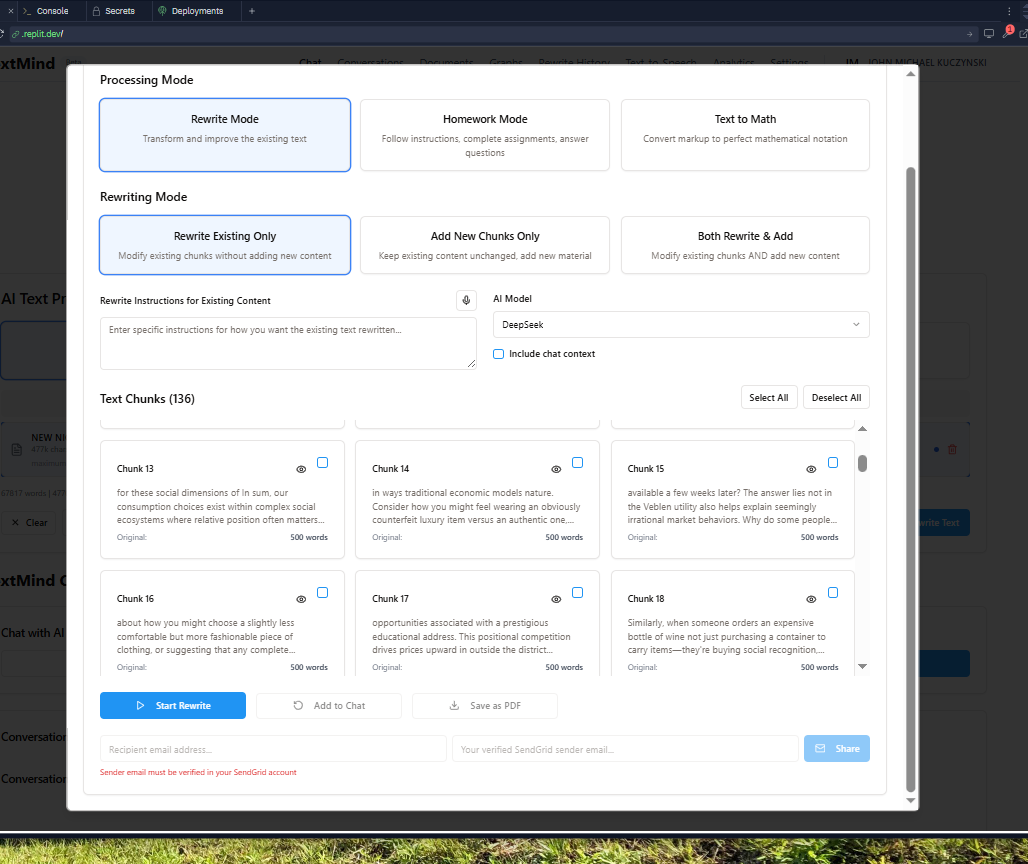 Console
Secrets
Deployments
.replit.dev/
1
xtMind
Beta
Chat
Conversations
Documents
Graphs
Rewrite History
Text-to-Speech
Analytics
Settings
JM
JOHN MICHAEL KUCZYNSKI
Processing Mode
Rewrite Mode
Transform and improve the existing text
Homework Mode
Follow instructions, complete assignments, answer
questions
Text to Math
Convert markup to perfect mathematical notation
Rewriting Mode
Rewrite Existing Only
Modify existing chunks without adding new content
Add New Chunks Only
Keep existing content unchanged, add new material
Both Rewrite & Add
Modify existing chunks AND add new content
AI Text Pr
Rewrite Instructions for Existing Content
Enter specific instructions for how you want the existing text rewritten...
AI Model
DeepSeek
Include chat context
Text Chunks (136)
Select All
Deselect All
NEW NI
477k char
67817 words | 477
Clear
Chunk 13
for these social dimensions of In sum, our
consumption choices exist within complex social
ecosystems where relative position often matters...
Original:
500 words
Chunk 14
in ways traditional economic models nature.
Consider how you might feel wearing an obviously
counterfeit luxury item versus an authentic one,...
Original:
500 words
Chunk 15
available a few weeks later? The answer lies not in
the Veblen utility also helps explain seemingly
irrational market behaviors. Why do some people...
Original:
500 words
write Text
xtMind C
Chat with AI
Chunk 16
about how you might choose a slightly less
comfortable but more fashionable piece of
clothing, or suggesting that any complete...
Original:
500 words
Chunk 17
opportunities associated with a prestigious
educational address. This positional competition
drives prices upward in outside the district...
Original:
500 words
Chunk 18
Similarly, when someone orders an expensive
bottle of wine not just purchasing a container to
carry items—they're buying social recognition,...
Original:
500 words
Start Rewrite
Add to Chat
Save as PDF
Conversation
Recipient email address...
Your verified SendGrid sender email...
Share
Sender email must be verified in your SendGrid account
Conversation